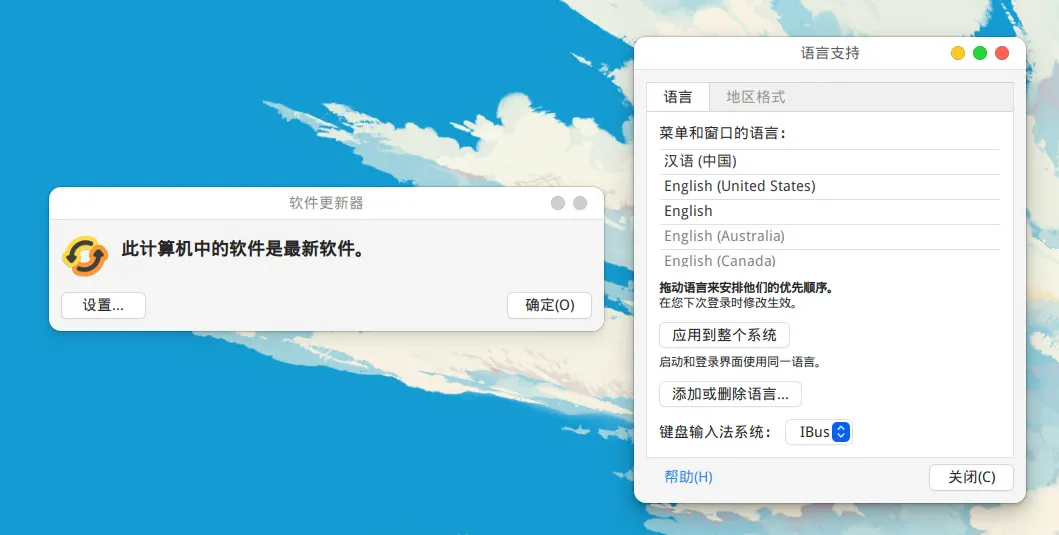 软件更新器
此计算机中的软件是最新软件。
设置...
确定(O)
语言支持
语言
地区格式
菜单和窗口的语言：
汉语 (中国)
English (United States)
English
English (Australia)
English (Canada)
拖动语言来安排他们的优先顺序。
在您下次登录时修改生效。
应用到整个系统
启动和登录界面使用同一语言。
添加或删除语言...
键盘输入法系统：
IBus
帮助(H)
关闭(C)